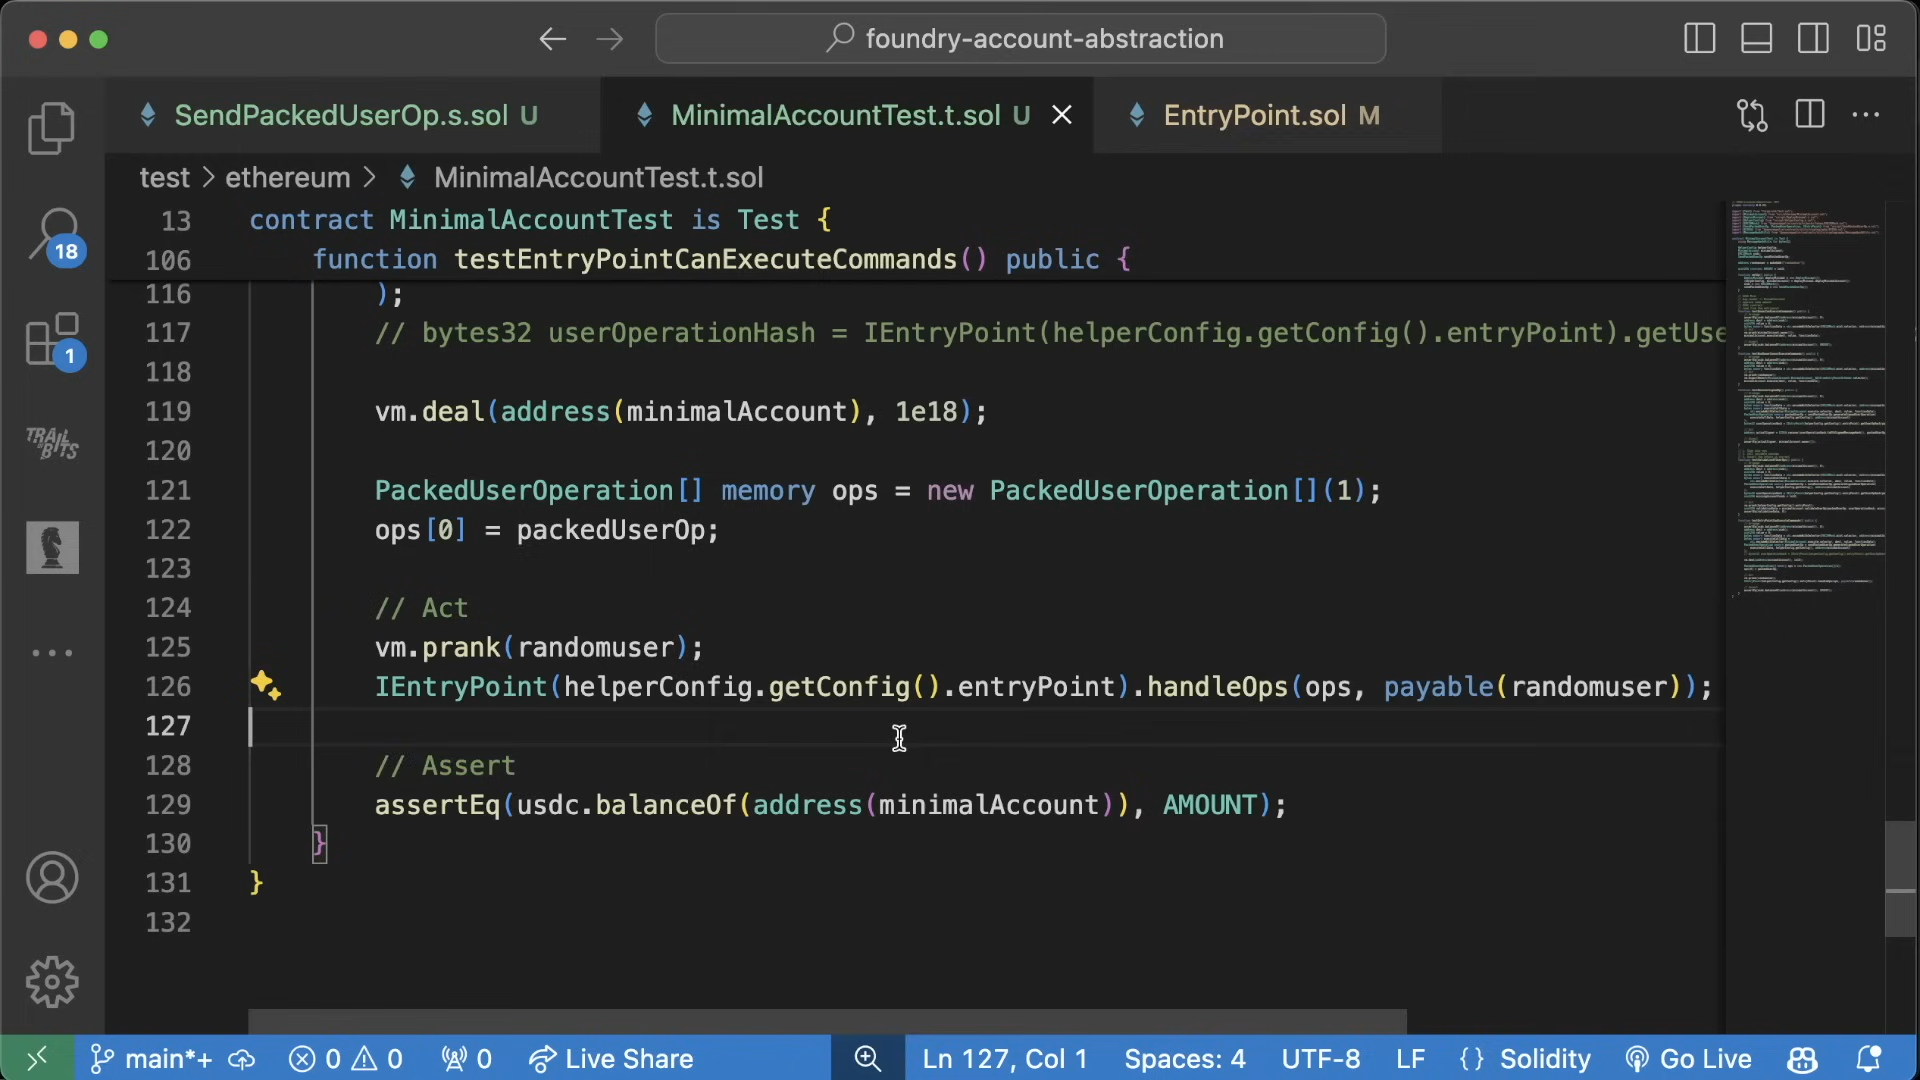 foundry-account-abstraction
SendPackedUserOp.s.sol U
MinimalAccountTest.t.sol U
EntryPoint.sol M
test > ethereum > MinimalAccountTest.t.sol
18
1
TRAIL OF BITS
13 contract MinimalAccountTest is Test {
106 function testEntryPointCanExecuteCommands() public {
116 );
117 // bytes32 userOperationHash = IEntryPoint(helperConfig.getConfig().entryPoint).getUse
118
119 vm.deal(address(minimalAccount), 1e18);
120
121 PackedUserOperation[] memory ops = new PackedUserOperation[](1);
122 ops[0] = packedUserOp;
123
124 // Act
125 vm.prank(randomuser);
126 IEntryPoint(helperConfig.getConfig().entryPoint).handleOps(ops, payable(randomuser));
127
128 // Assert
129 assertEq(usdc.balanceOf(address(minimalAccount)), AMOUNT);
130 }
131 }
132
main*+ 0 0 0 Live Share Ln 127, Col 1 Spaces: 4 UTF-8 LF {} Solidity Go Live